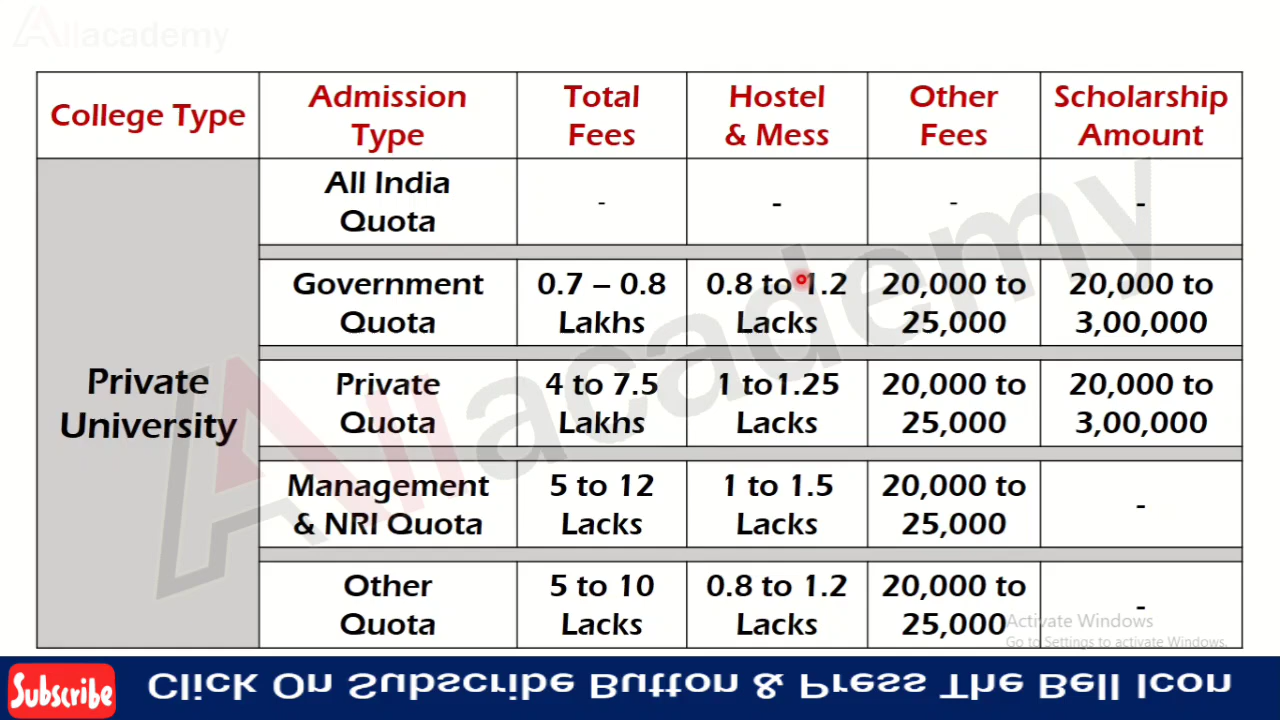 Allacademy
College Type
Admission Type
Total Fees
Hostel & Mess
Other Fees
Scholarship Amount
Private University
All India Quota
-
-
-
-
Government Quota
0.7 – 0.8 Lakhs
0.8 to 1.2 Lacks
20,000 to 25,000
20,000 to 3,00,000
Private Quota
4 to 7.5 Lakhs
1 to1.25 Lacks
20,000 to 25,000
20,000 to 3,00,000
Management & NRI Quota
5 to 12 Lacks
1 to 1.5 Lacks
20,000 to 25,000
-
Other Quota
5 to 10 Lacks
0.8 to 1.2 Lacks
20,000 to 25,000
-
Allacademy
Activate Windows
Go to Settings to activate Windows.
Subscribe
Click On Subscribe Button & Press The Bell Icon